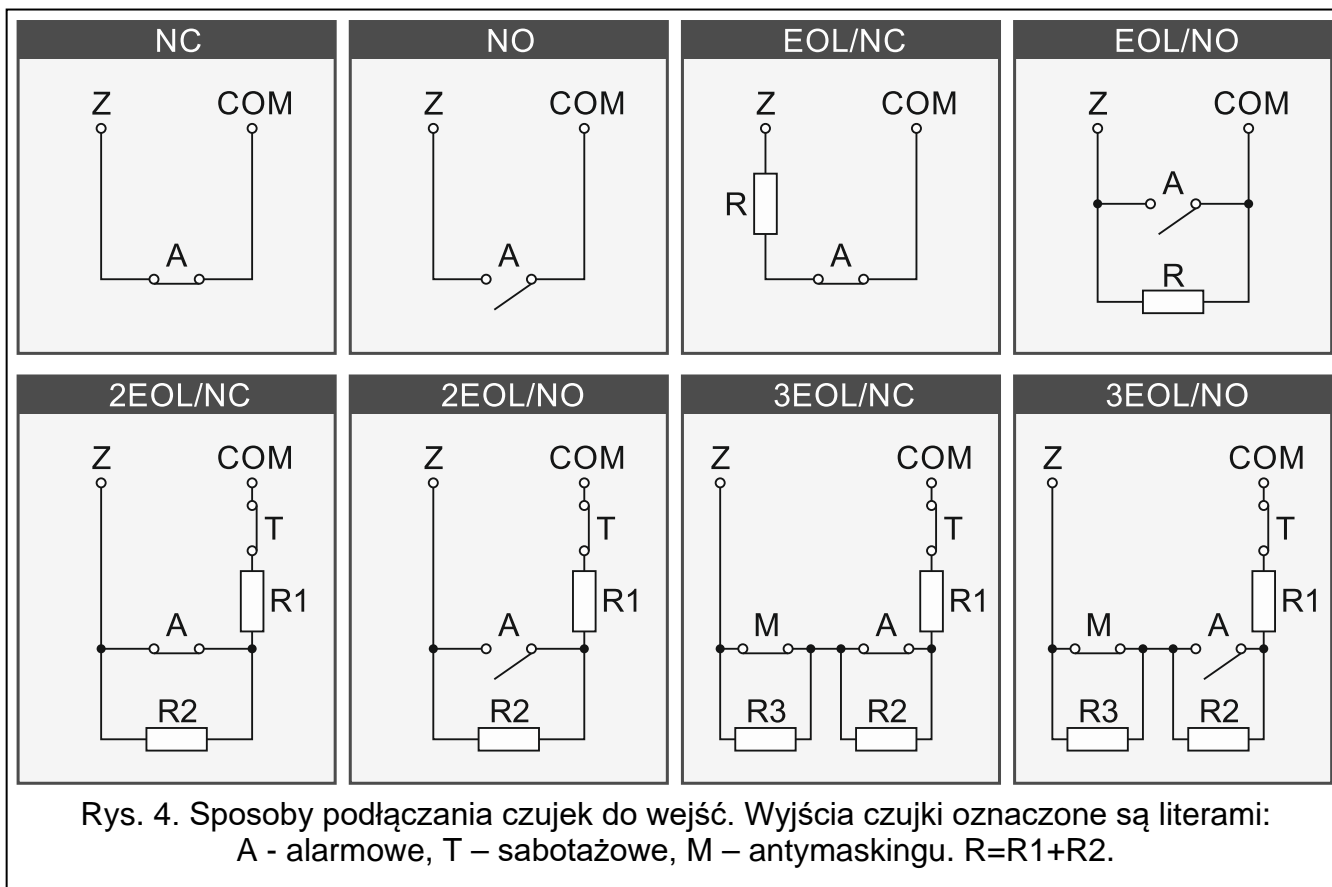 NC
Z COM
A
NO
Z COM
A
EOL/NC
Z COM
R
A
EOL/NO
Z COM
A
R
2EOL/NC
Z COM
T
R1
A
R2
2EOL/NO
Z COM
T
R1
A
R2
3EOL/NC
Z COM
T
R1
M A
R3 R2
3EOL/NO
Z COM
T
R1
M A
R3 R2
Rys. 4. Sposoby podłączania czujek do wejść. Wyjścia czujki oznaczone są literami:
A - alarmowe, T – sabotażowe, M – antymaskingu. R=R1+R2.